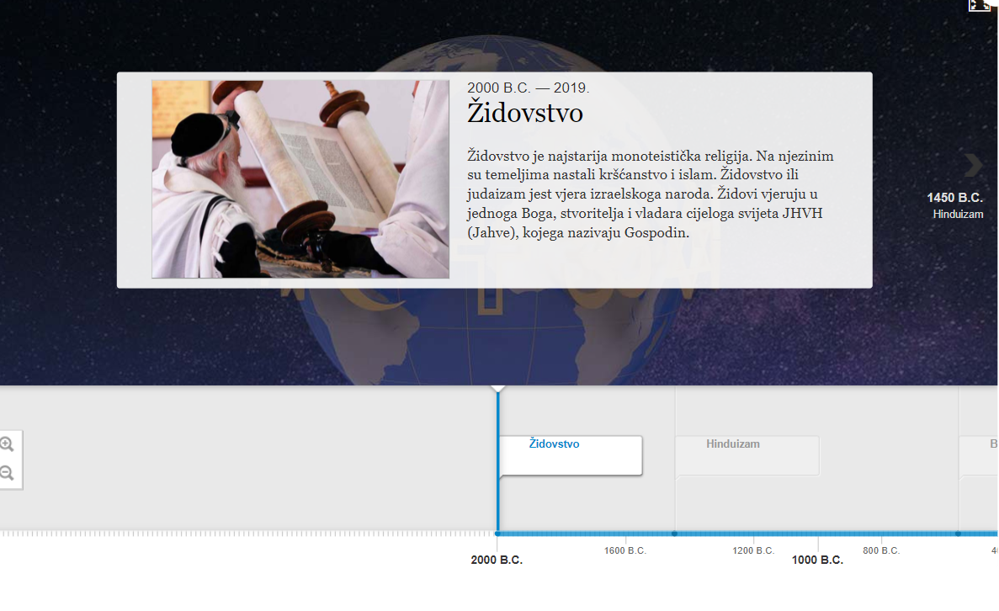 2000 B.C. — 2019.
Židovstvo
Židovstvo je najstarija monoteistička religija. Na njezinim
su temeljima nastali kršćanstvo i islam. Židovstvo ili
judaizam jest vjera izraelskoga naroda. Židovi vjeruju u
jednoga Boga, stvoritelja i vladara cijeloga svijeta JHVH
(Jahve), kojega nazivaju Gospodin.
1450 B.C.
Hinduizam
Židovstvo
Hinduizam
B
1600 B.C.
1200 B.C.
800 B.C.
2000 B.C.
1000 B.C.